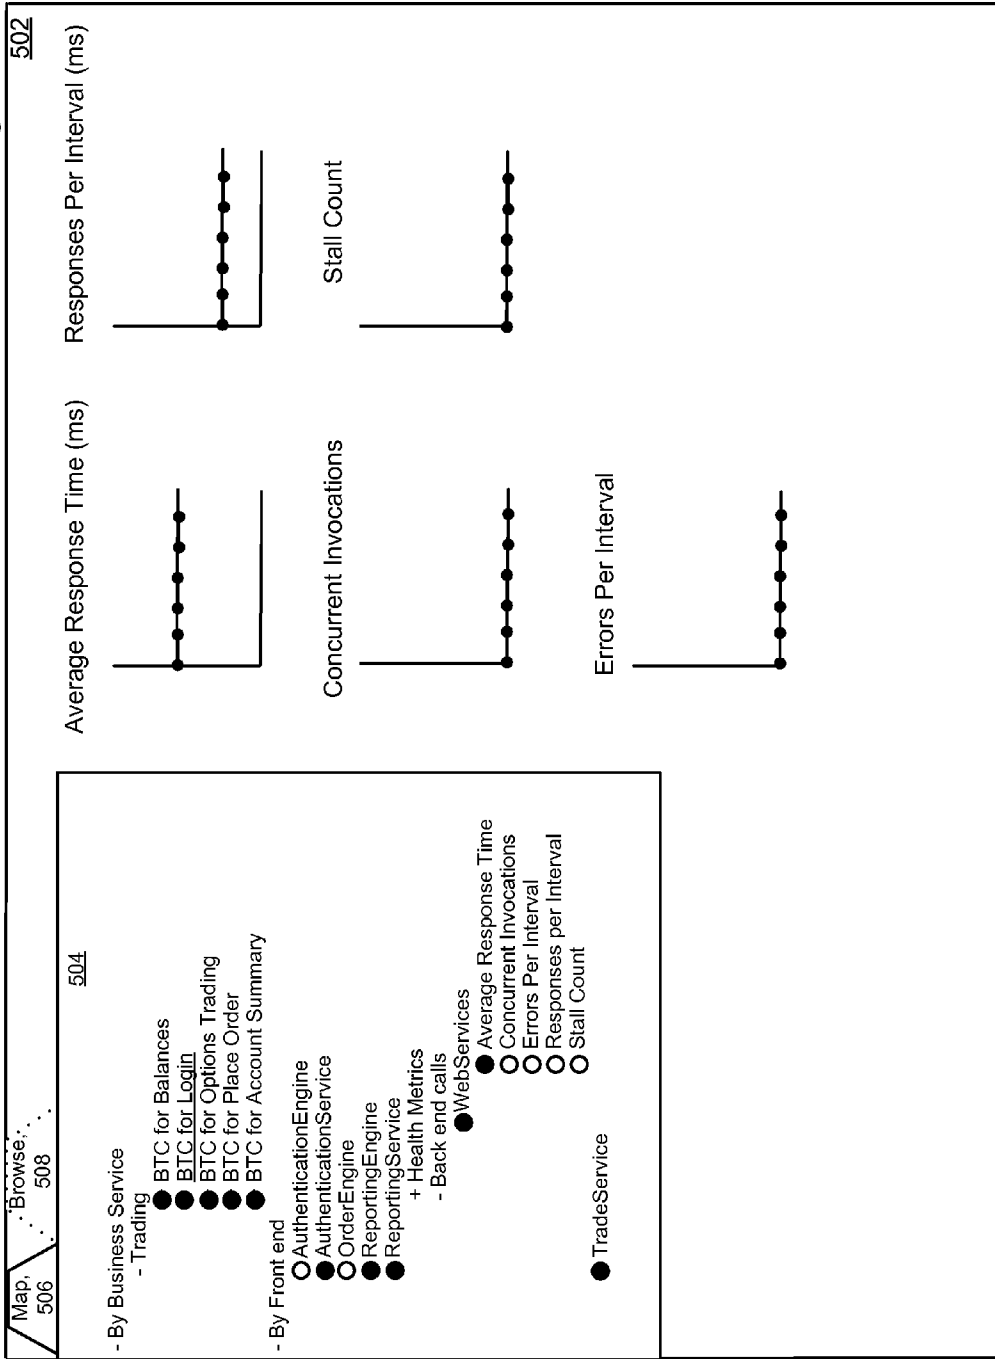 Map,
506
Browse,
508
502
504
- By Business Service
- Trading
BTC for Balances
BTC for Login
BTC for Options Trading
BTC for Place Order
BTC for Account Summary
- By Front end
AuthenticationEngine
AuthenticationService
OrderEngine
ReportingEngine
ReportingService
+ Health Metrics
- Back end calls
WebServices
Average Response Time
Concurrent Invocations
Errors Per Interval
Responses per Interval
Stall Count
TradeService
Average Response Time (ms)
Responses Per Interval (ms)
Concurrent Invocations
Stall Count
Errors Per Interval